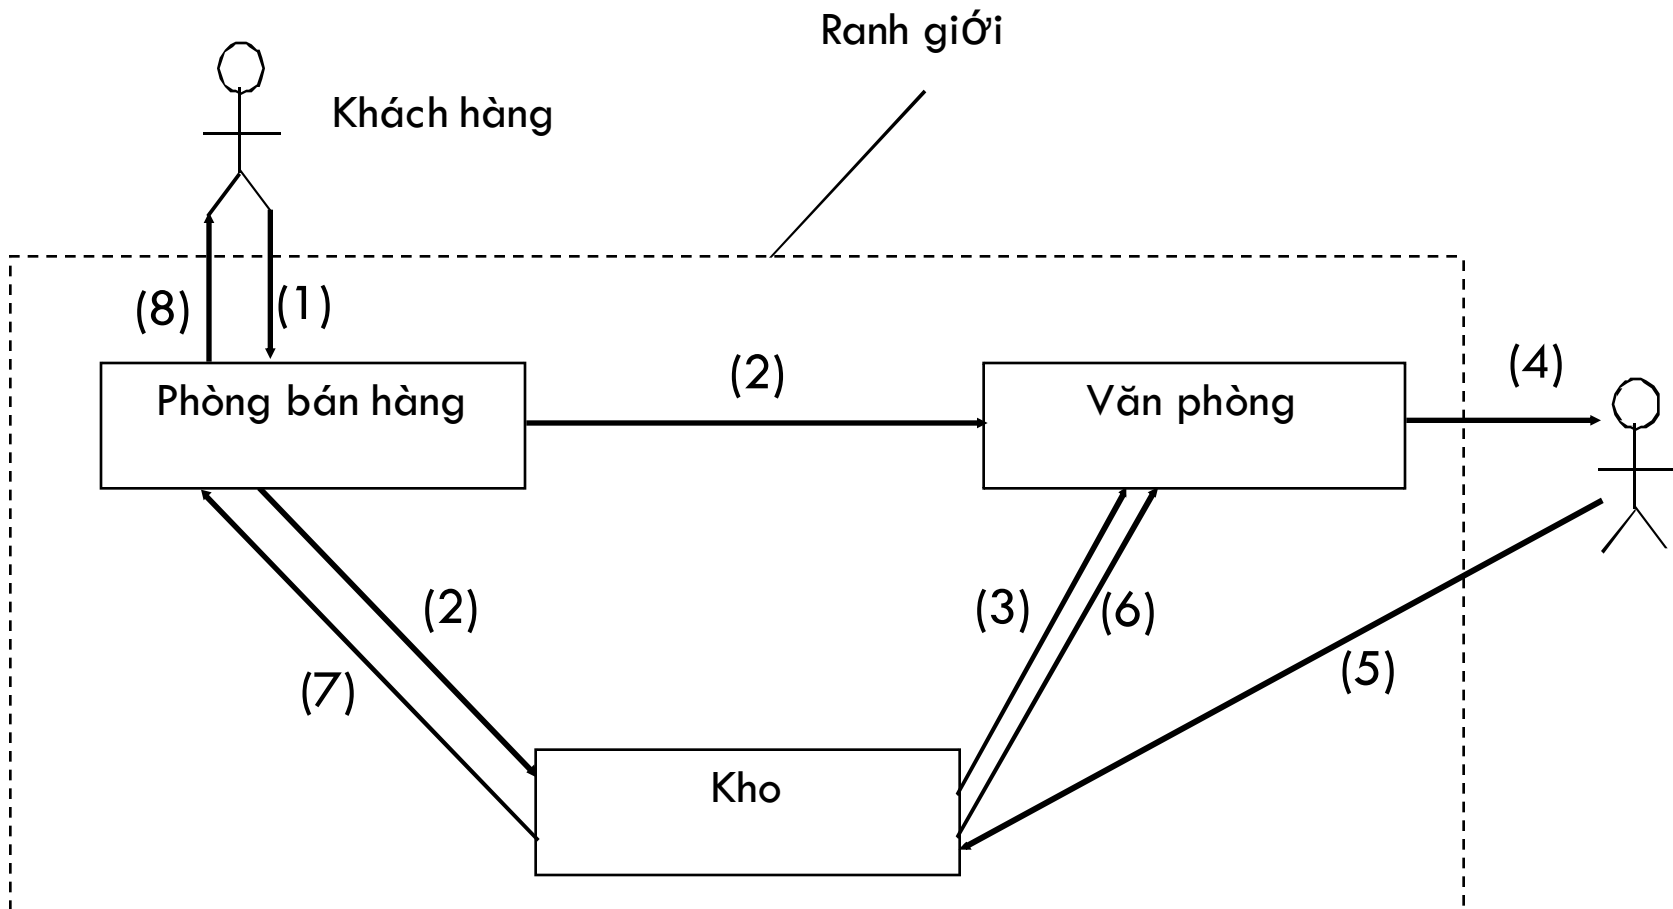 Ranh giới
Khách hàng
(8)
(1)
(2)
(4)
Phòng bán hàng
Văn phòng
(2)
(3)
(6)
(7)
(5)
Kho